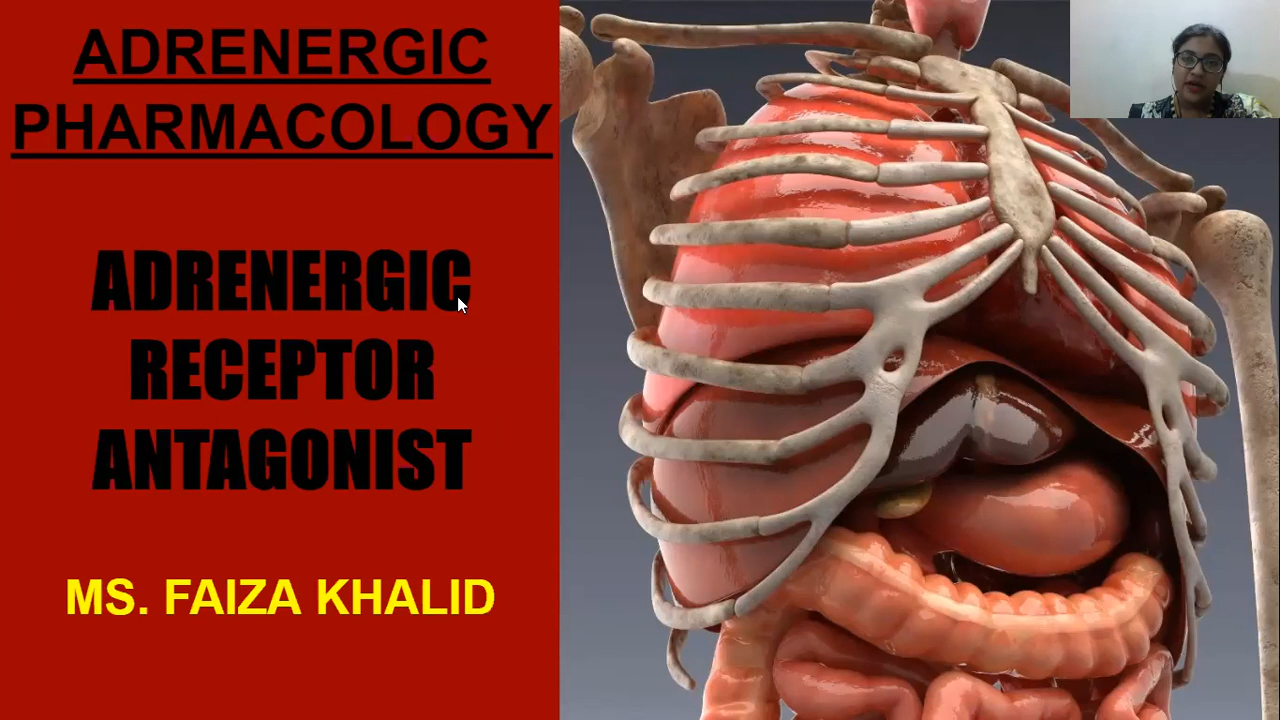 ADRENERGIC
PHARMACOLOGY
ADRENERGIC
RECEPTOR
ANTAGONIST
MS. FAIZA KHALID